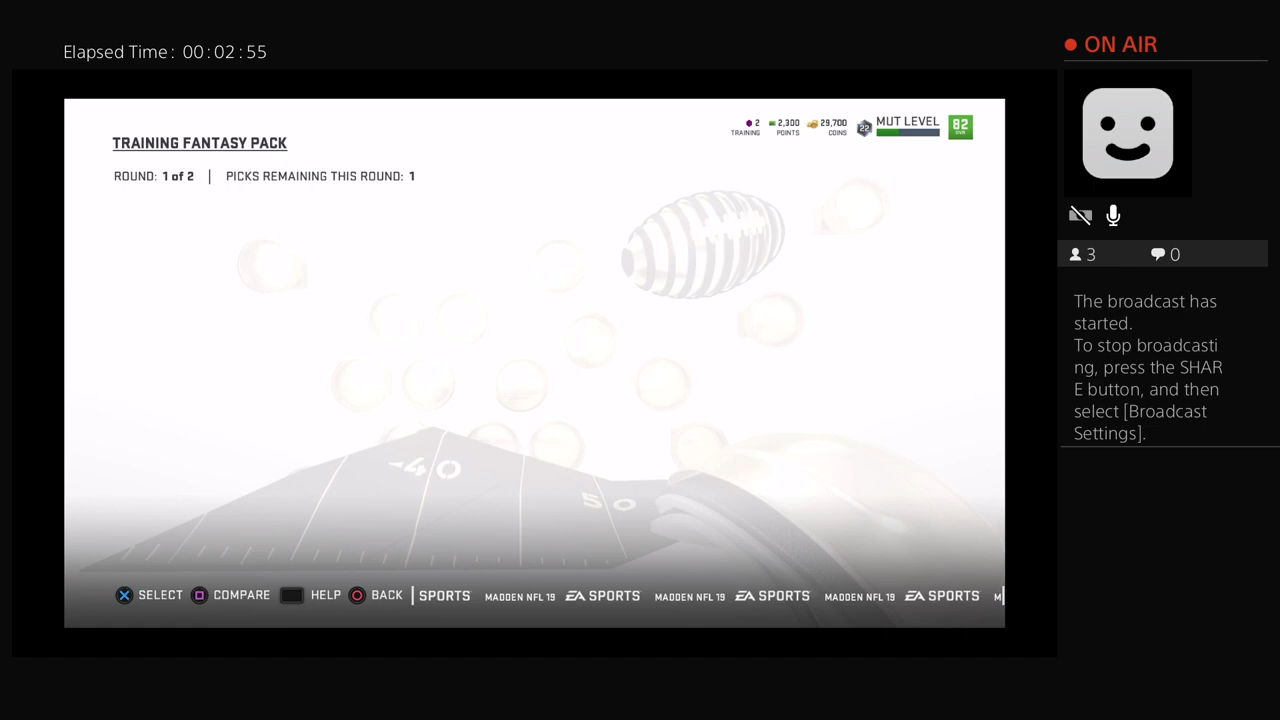 Elapsed Time: 00:02:55
ON AIR
TRAINING FANTASY PACK
2 TRAINING
2,300 POINTS
29,700 COINS
22
MUT LEVEL
82
OVR
ROUND: 1 of 2 | PICKS REMAINING THIS ROUND: 1
3
0
The broadcast has
started.
To stop broadcasti
ng, press the SHAR
E button, and then
select [Broadcast
Settings].
40
50
SELECT COMPARE HELP BACK | SPORTS MADDEN NFL 19 EA SPORTS MADDEN NFL 19 EA SPORTS MADDEN NFL 19 EA SPORTS M